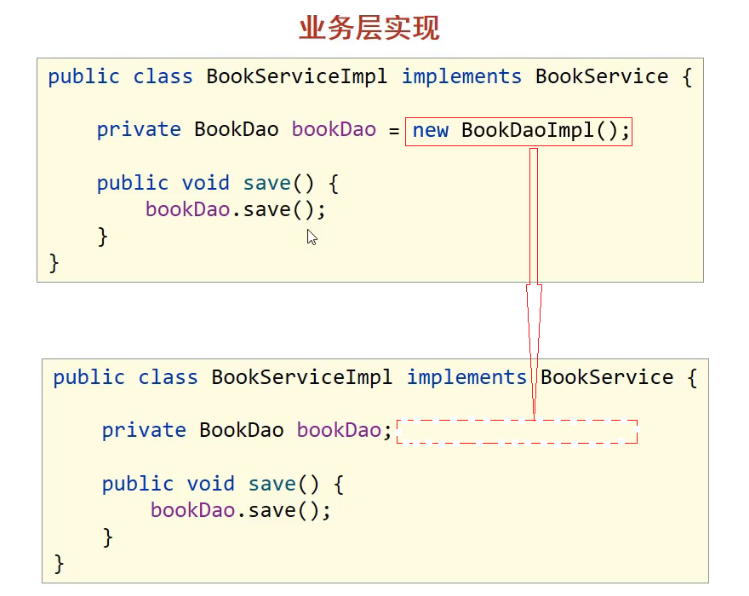 业务层实现
public class BookServiceImpl implements BookService {
private BookDao bookDao = new BookDaoImpl();
public void save() {
bookDao.save();
}
}
public class BookServiceImpl implements BookService {
private BookDao bookDao;
public void save() {
bookDao.save();
}
}